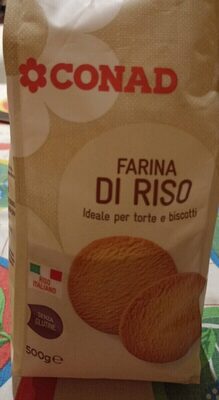 CONAD
FARINA
DI RISO
Ideale per torte e biscotti
RISO
ITALIANO
SENZA
GLUTINE
500g e